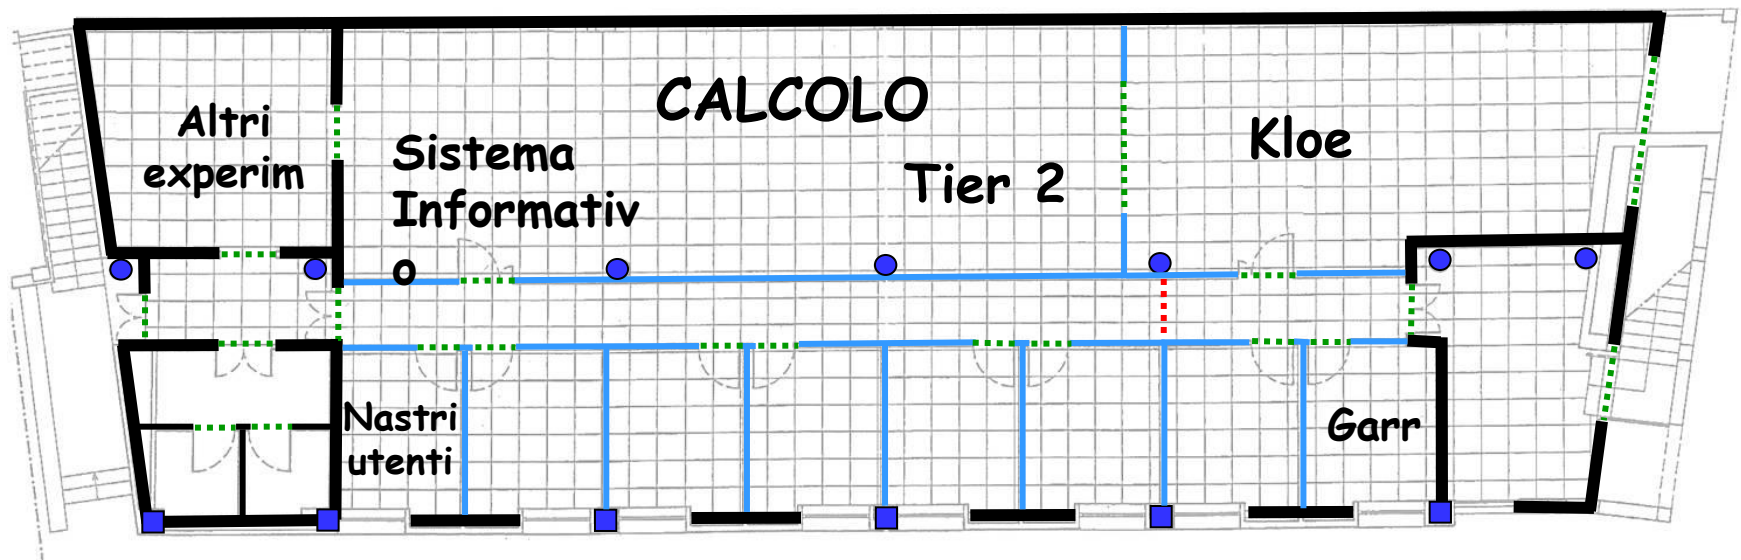 CALCOLO
Altri
experim
Sistema
Informativ
o
Tier 2
Kloe
Nastri
utenti
Garr